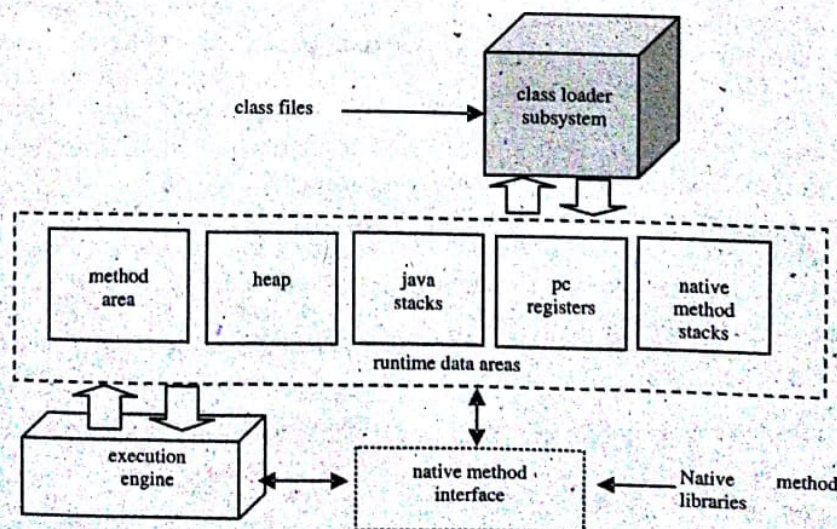 class loader
subsystem
class files
method
area
heap
java
stacks
pc
registers
native
method
stacks
runtime data areas
execution
engine
native method
interface
Native method
libraries